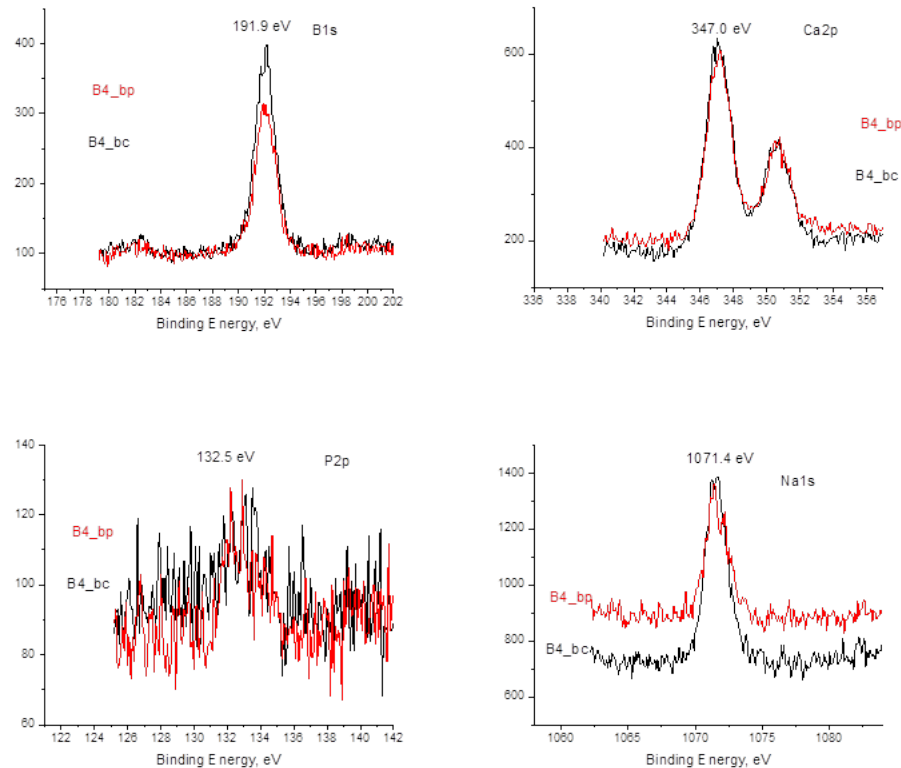 191.9 eV
B1s
400
B4_bp
300
B4_bc
200
100
176 178 180 182 184 186 188 190 192 194 196 198 200 202
Binding Energy, eV
347.0 eV
Ca2p
600
B4_bp
400
B4_bc
200
336 338 340 342 344 346 348 350 352 354 356
Binding Energy, eV
140
132.5 eV
P2p
120
B4_bp
100
B4_bc
80
60
122 124 126 128 130 132 134 136 138 140 142
Binding Energy, eV
1071.4 eV
1400
Na1s
1200
1000
B4_bp
800
B4_bc
600
1060 1065 1070 1075 1080
Binding Energy, eV